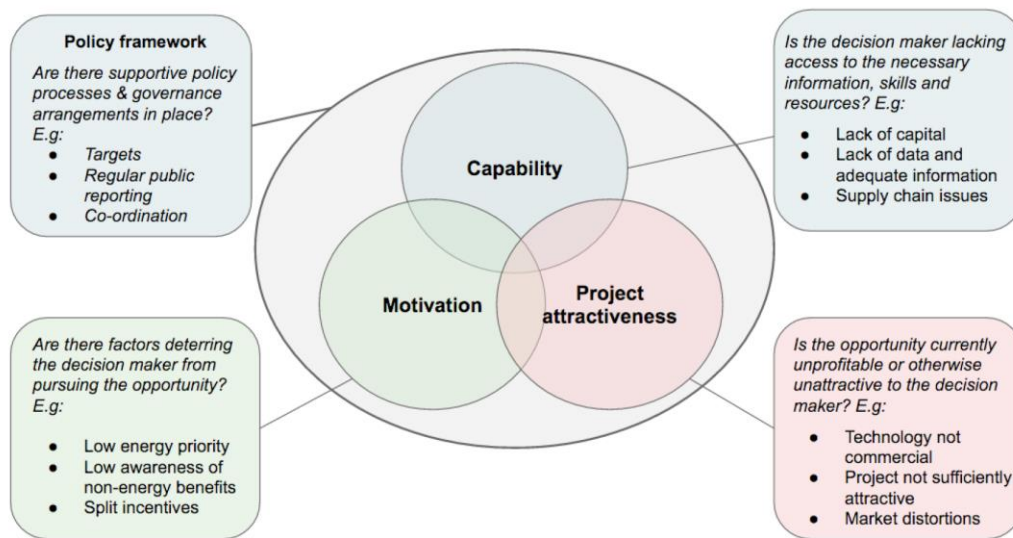 Policy framework
Are there supportive policy
processes & governance
arrangements in place?
E.g:
● Targets
● Regular public
reporting
● Co-ordination
Is the decision maker lacking
access to the necessary
information, skills and
resources? E.g:
● Lack of capital
● Lack of data and
adequate information
● Supply chain issues
Capability
Motivation
Project
attractiveness
Are there factors deterring
the decision maker from
pursuing the opportunity?
E.g:
● Low energy priority
● Low awareness of
non-energy benefits
● Split incentives
Is the opportunity currently
unprofitable or otherwise
unattractive to the decision
maker? E.g:
● Technology not
commercial
● Project not sufficiently
attractive
● Market distortions